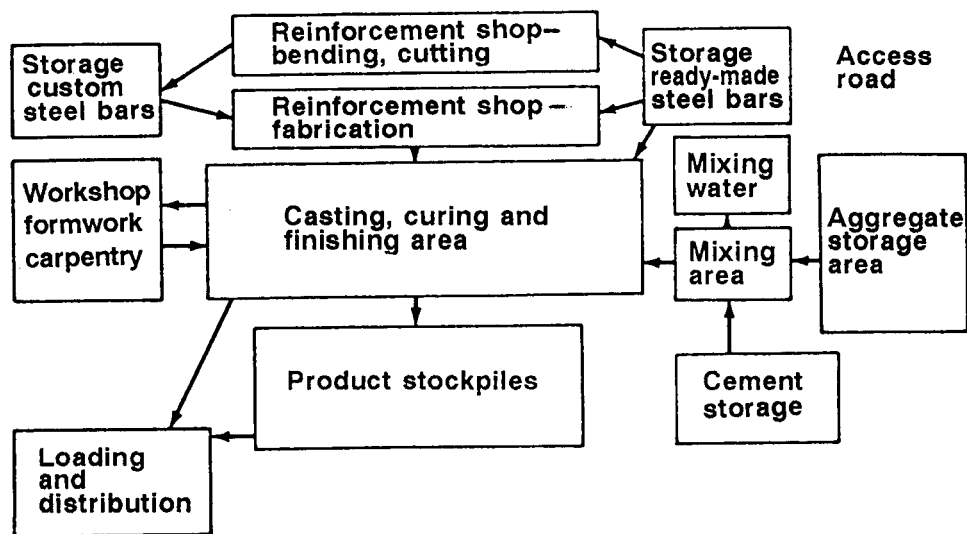 Storage
custom
steel bars
Reinforcement shop–
bending, cutting
Reinforcement shop –
fabrication
Storage
ready-made
steel bars
Access
road
Workshop
formwork
carpentry
Casting, curing and
finishing area
Mixing
water
Mixing
area
Aggregate
storage
area
Product stockpiles
Cement
storage
Loading
and
distribution